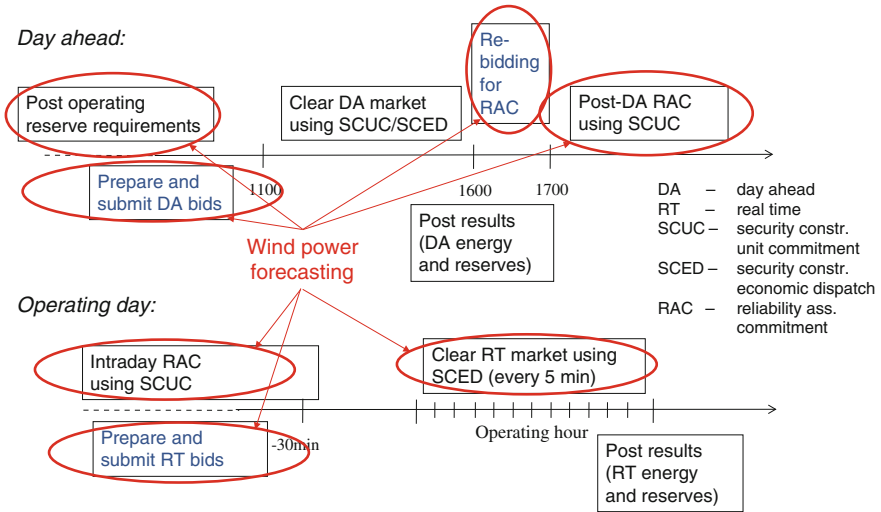 Day ahead:
Re-
bidding
for
RAC
Post operating
reserve requirements
Clear DA market
using SCUC/SCED
Post-DA RAC
using SCUC
Prepare and
submit DA bids
1100
1600
1700
Post results
(DA energy
and reserves)
Wind power
forecasting
DA – day ahead
RT – real time
SCUC – security constr.
unit commitment
SCED – security constr.
economic dispatch
RAC – reliability ass.
commitment
Operating day:
Intraday RAC
using SCUC
Clear RT market using
SCED (every 5 min)
Prepare and
submit RT bids
-30min
Operating hour
Post results
(RT energy
and reserves)